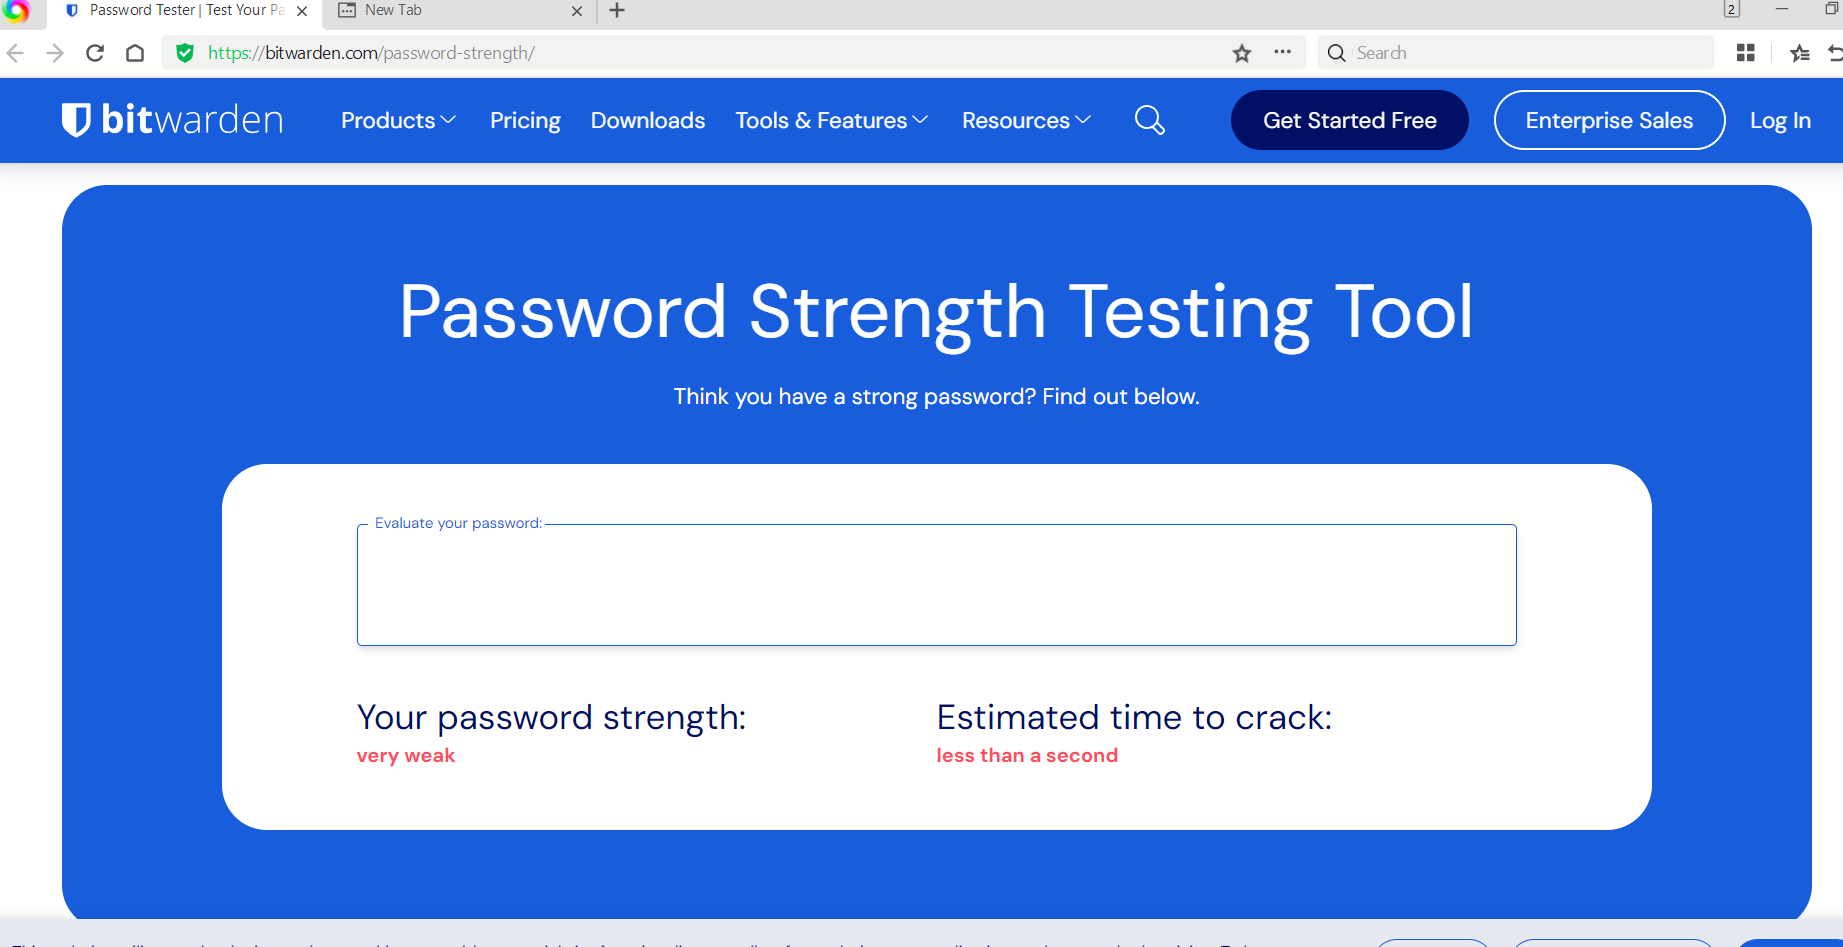 Password Tester | Test Your Pa
New Tab
2
https://bitwarden.com/password-strength/
Search
bitwarden
Products
Pricing
Downloads
Tools & Features
Resources
Get Started Free
Enterprise Sales
Log In
Password Strength Testing Tool
Think you have a strong password? Find out below.
Evaluate your password:
Your password strength:
very weak
Estimated time to crack:
less than a second